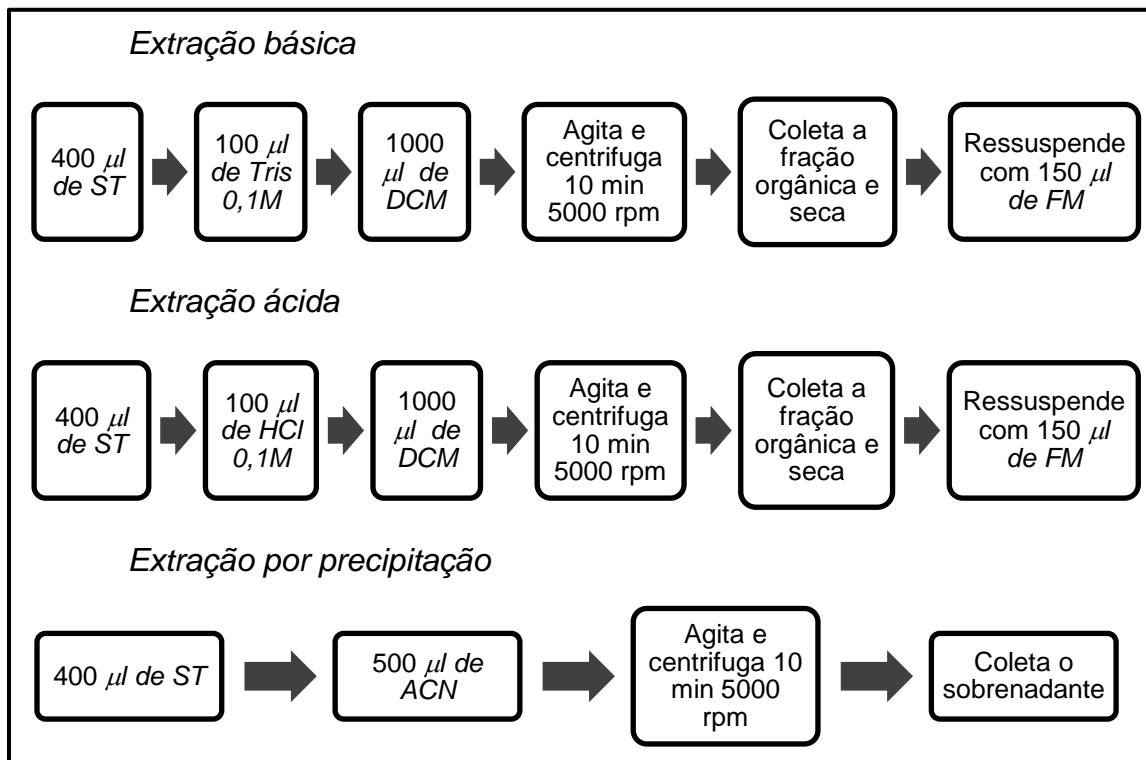 Extração básica
400 µl
de ST
100 µl
de Tris
0,1M
1000
µl de
DCM
Agita e
centrifuga
10 min
5000 rpm
Coleta a
fração
orgânica e
seca
Ressuspende
com 150 µl
de FM
Extração ácida
400 µl
de ST
100 µl
de HCl
0,1M
1000
µl de
DCM
Agita e
centrifuga
10 min
5000 rpm
Coleta a
fração
orgânica e
seca
Ressuspende
com 150 µl
de FM
Extração por precipitação
400 µl de ST
500 µl de
ACN
Agita e
centrifuga 10
min 5000
rpm
Coleta o
sobrenadante